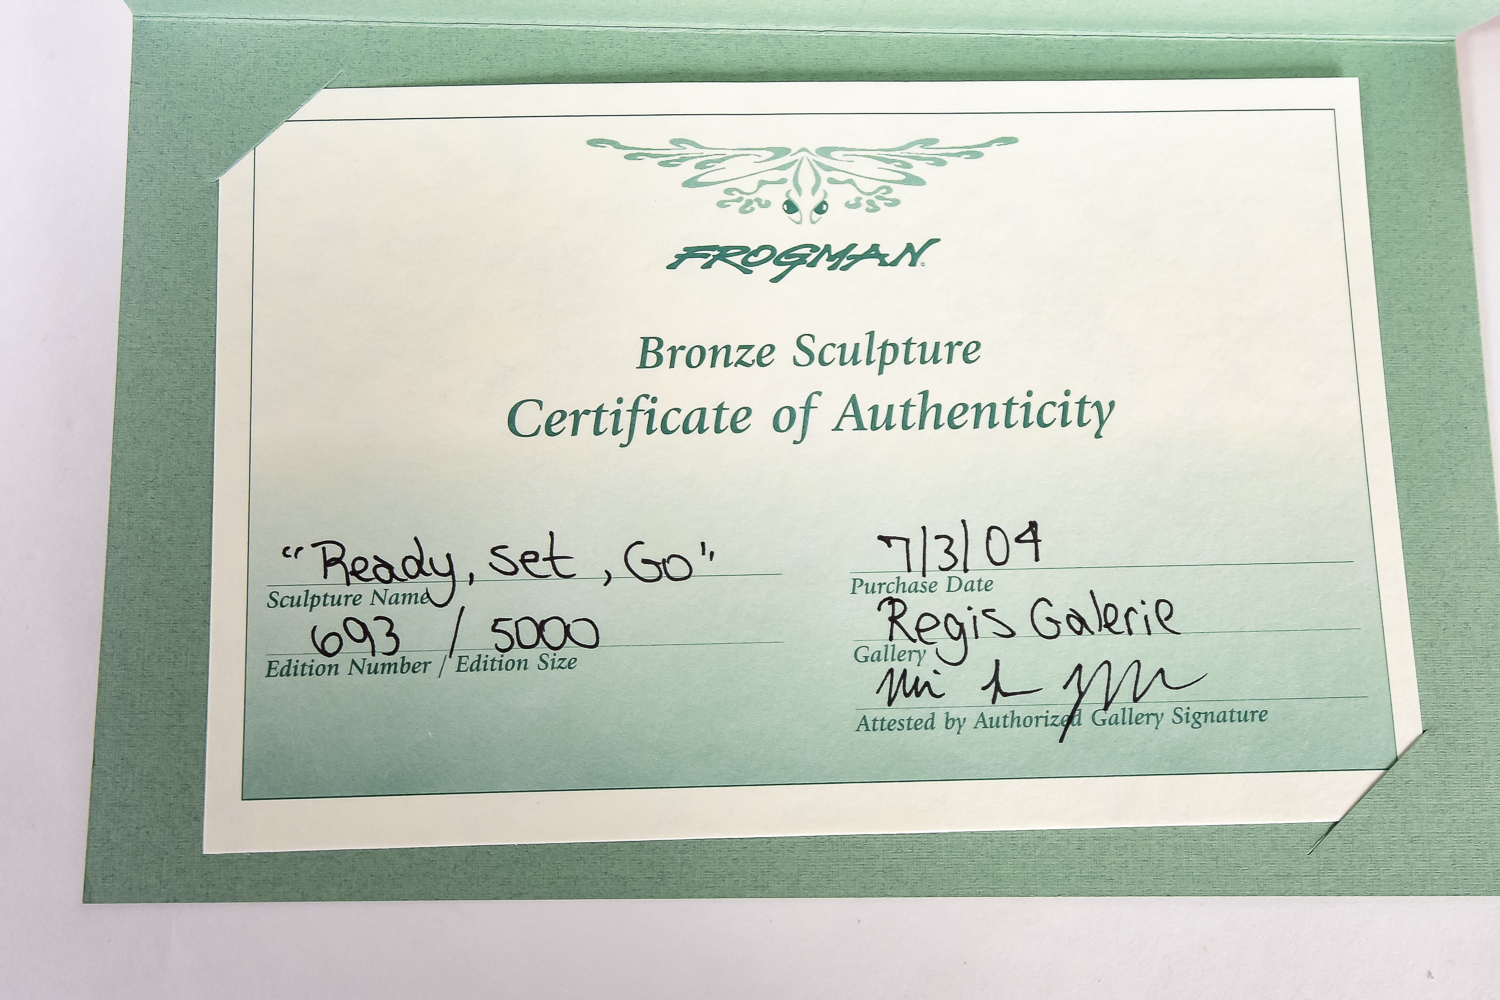 FROGMAN
Bronze Sculpture
Certificate of Authenticity
"Ready, set, Go"
Sculpture Name
693 / 5000
Edition Number / Edition Size
7/3/04
Purchase Date
Regis Galerie
Gallery
Attested by Authorized Gallery Signature